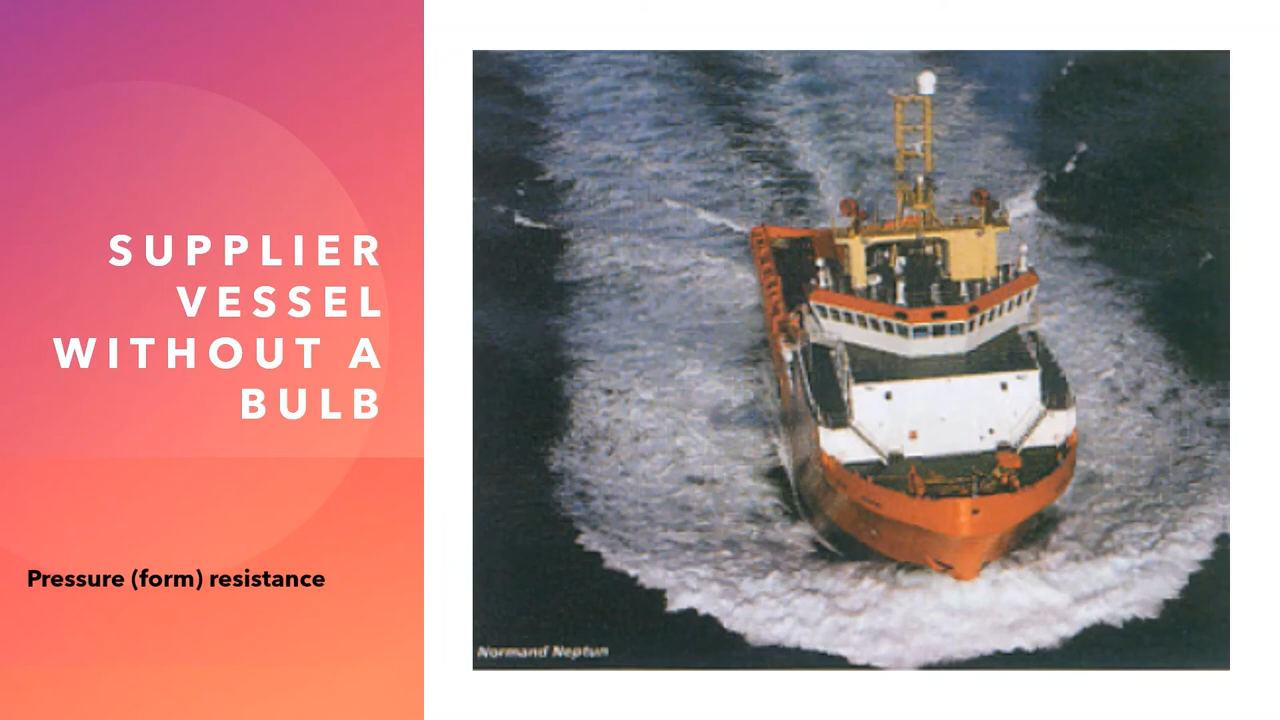 SUPPLIER
VESSEL
WITHOUT A
BULB
Pressure (form) resistance
Normand Neptun